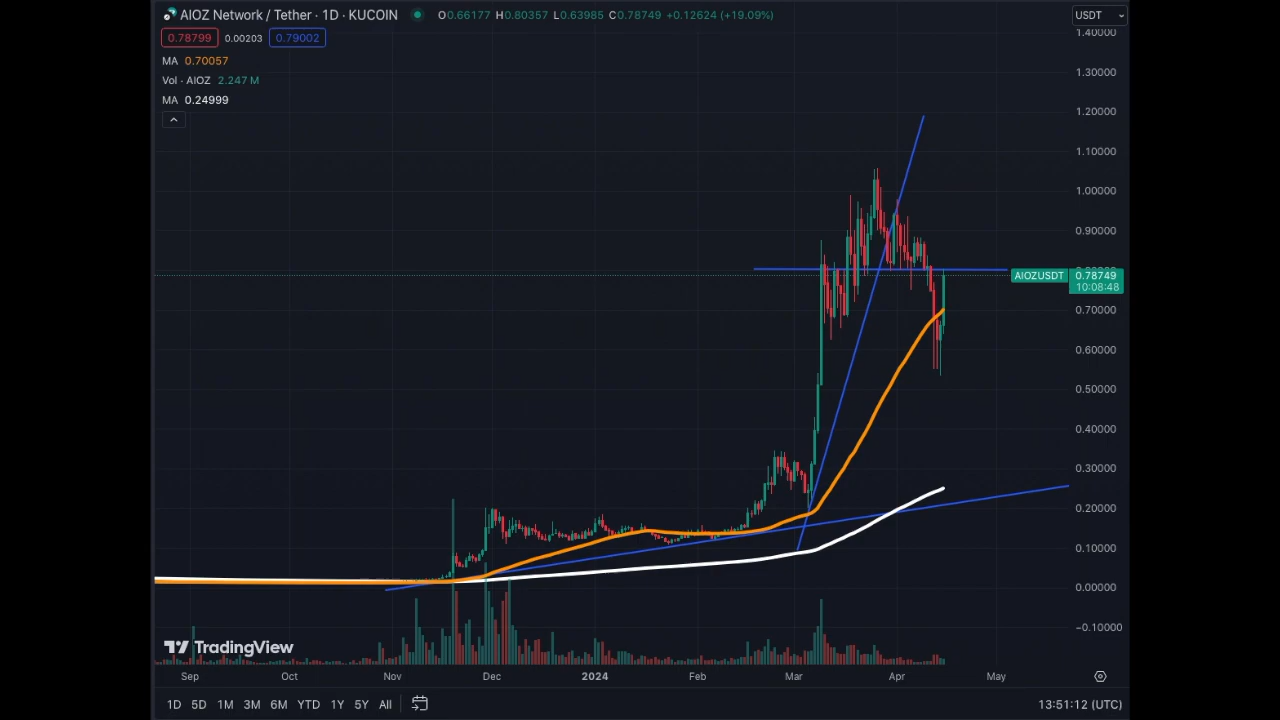 AIOZ Network / Tether · 1D · KUCOIN O0.66177 H0.80357 L0.63985 C0.78749 +0.12624 (+19.09%)
USDT
0.78799 0.00203 0.79002
MA 0.70057
Vol · AIOZ 2.247 M
MA 0.24999
1.40000
1.30000
1.20000
1.10000
1.00000
0.90000
AIOZUSDT 0.78749
10:08:48
0.70000
0.60000
0.50000
0.40000
0.30000
0.20000
0.10000
0.00000
−0.10000
TradingView
Sep Oct Nov Dec 2024 Feb Mar Apr May
1D 5D 1M 3M 6M YTD 1Y 5Y All 13:51:12 (UTC)